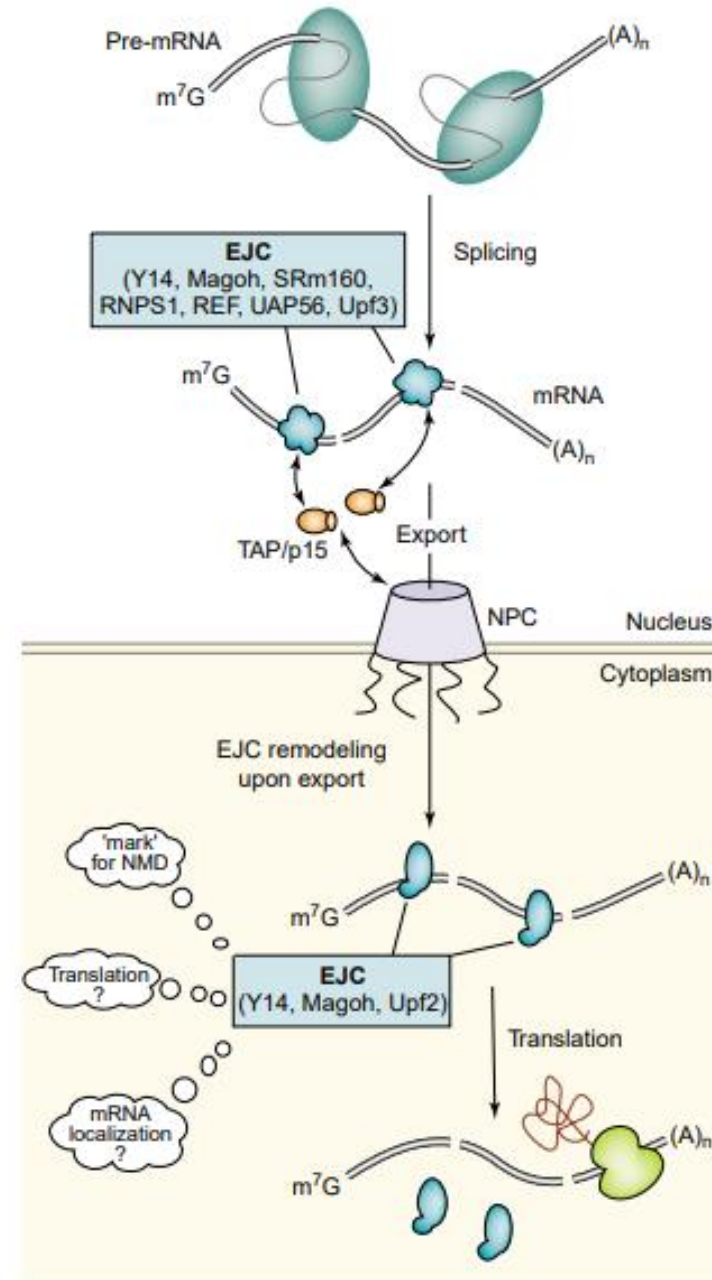 Pre-mRNA
m⁷G
(A)n
Splicing
EJC
(Y14, Magoh, SRm160,
RNPS1, REF, UAP56, Upf3)
m⁷G
mRNA
(A)n
TAP/p15
Export
NPC
Nucleus
Cytoplasm
EJC remodeling
upon export
'mark'
for NMD
(A)n
m⁷G
Translation
?
EJC
(Y14, Magoh, Upf2)
Translation
mRNA
localization
?
(A)n
m⁷G